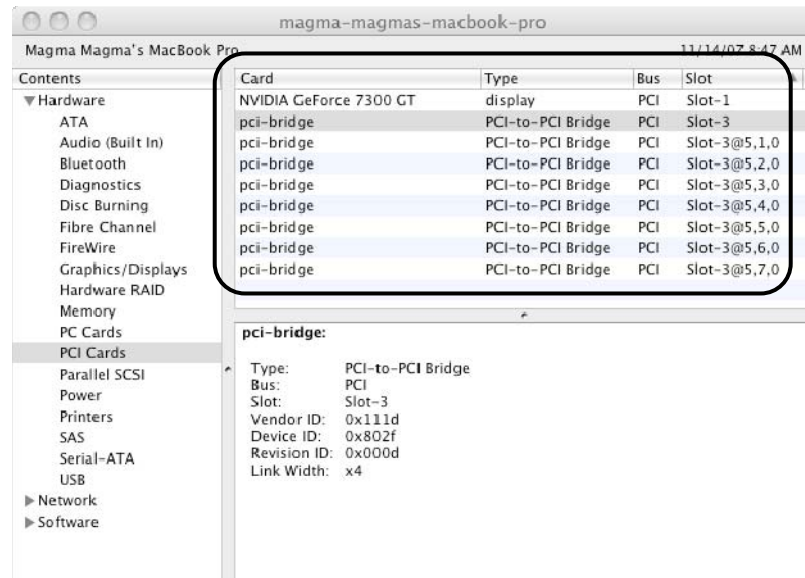 magma-magmas-macbook-pro
Magma Magma's MacBook Pro 11/14/07 8:47 AM
Contents
▼Hardware
ATA
Audio (Built In)
Bluetooth
Diagnostics
Disc Burning
Fibre Channel
FireWire
Graphics/Displays
Hardware RAID
Memory
PC Cards
PCI Cards
Parallel SCSI
Power
Printers
SAS
Serial-ATA
USB
▶Network
▶Software
Card Type Bus Slot
NVIDIA GeForce 7300 GT display PCI Slot-1
pci-bridge PCI-to-PCI Bridge PCI Slot-3
pci-bridge PCI-to-PCI Bridge PCI Slot-3@5,1,0
pci-bridge PCI-to-PCI Bridge PCI Slot-3@5,2,0
pci-bridge PCI-to-PCI Bridge PCI Slot-3@5,3,0
pci-bridge PCI-to-PCI Bridge PCI Slot-3@5,4,0
pci-bridge PCI-to-PCI Bridge PCI Slot-3@5,5,0
pci-bridge PCI-to-PCI Bridge PCI Slot-3@5,6,0
pci-bridge PCI-to-PCI Bridge PCI Slot-3@5,7,0
pci-bridge:
Type: PCI-to-PCI Bridge
Bus: PCI
Slot: Slot-3
Vendor ID: 0x111d
Device ID: 0x802f
Revision ID: 0x000d
Link Width: x4